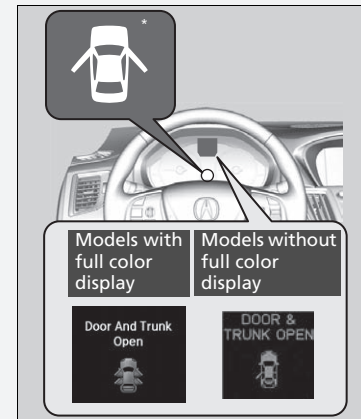 *
Models with
full color
display
Models without
full color
display
Door And Trunk
Open
DOOR &
TRUNK OPEN